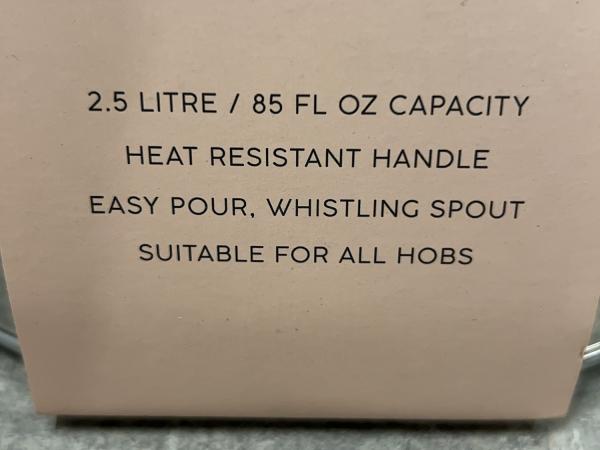 2.5 LITRE / 85 FL OZ CAPACITY
HEAT RESISTANT HANDLE
EASY POUR, WHISTLING SPOUT
SUITABLE FOR ALL HOBS